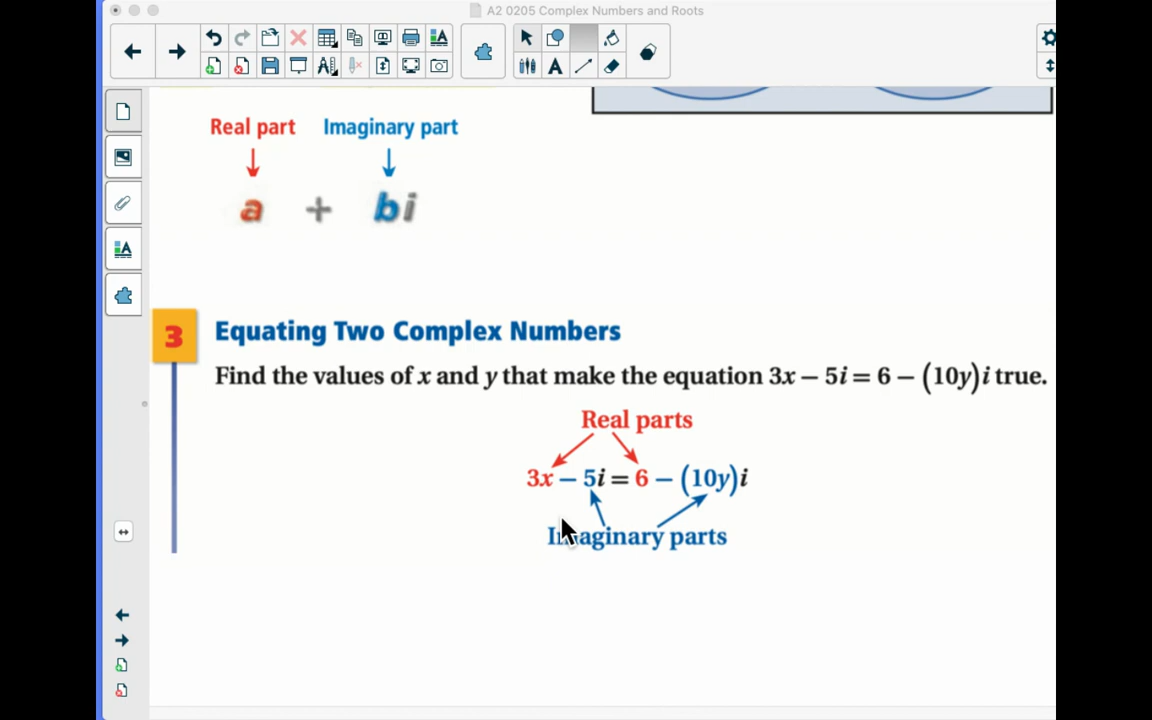 A2 0205 Complex Numbers and Roots
Real part Imaginary part
a + bi
3 Equating Two Complex Numbers
Find the values of x and y that make the equation 3x – 5i = 6 – (10y)i true.
Real parts
3x – 5i = 6 – (10y)i
Imaginary parts